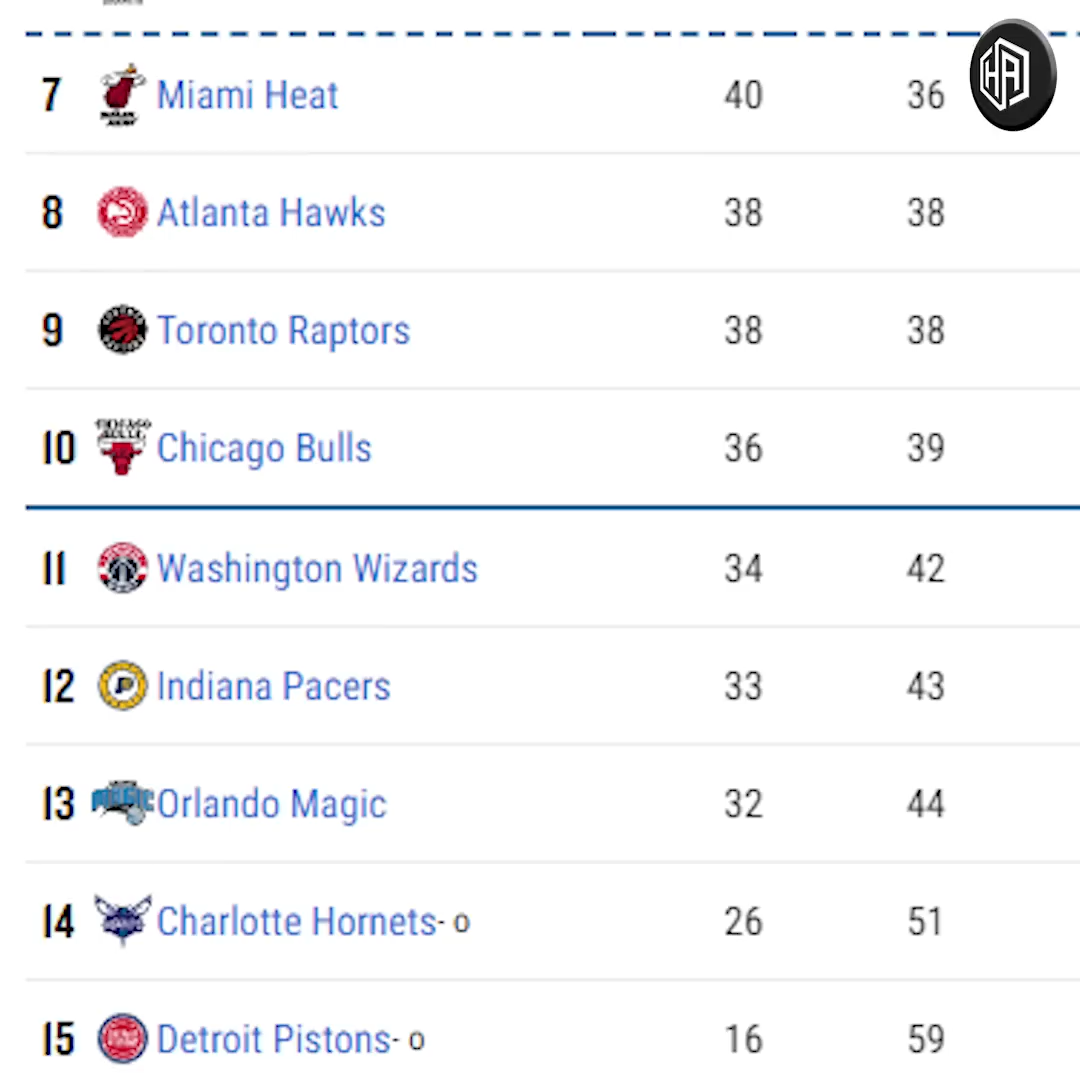 7 Miami Heat 40 36
HA
8 Atlanta Hawks 38 38
9 Toronto Raptors 38 38
10 Chicago Bulls 36 39
11 Washington Wizards 34 42
12 Indiana Pacers 33 43
13 Orlando Magic 32 44
14 Charlotte Hornets- o 26 51
15 Detroit Pistons- o 16 59